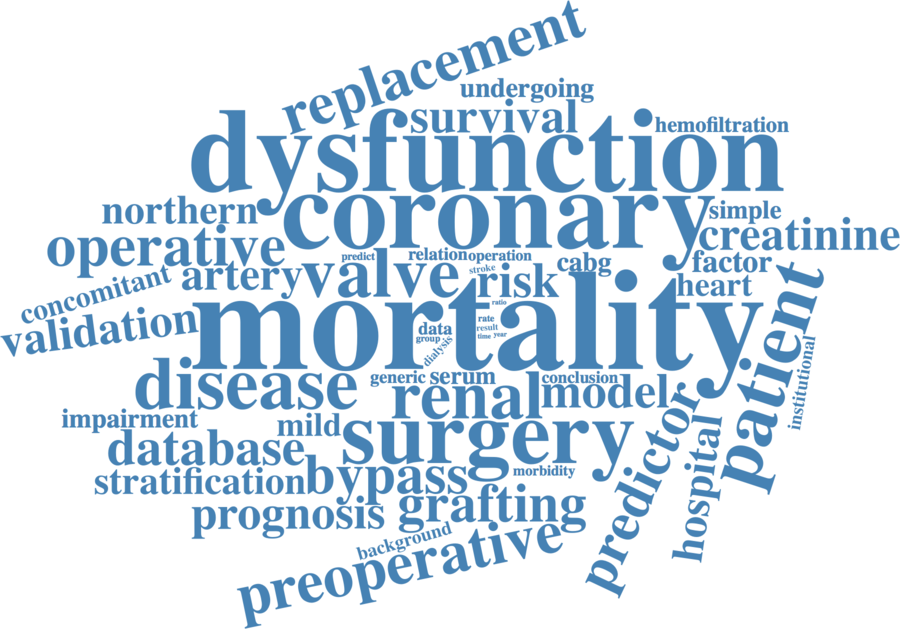 replacement
undergoing
survival
hemofiltration
dysfunction
northern
coronary
simple
operative
creatinine
predict
relation
operation
concomitant
artery
valve
stroke
risk
cabg
factor
heart
validation
mortality
ratio
data
rate
group
result
time
year
dialysis
patient
institutional
disease
generic
serum
conclusion
renal
model
impairment
mild
surgery
predictor
hospital
database
stratification
bypass
morbidity
prognosis
grafting
background
preoperative